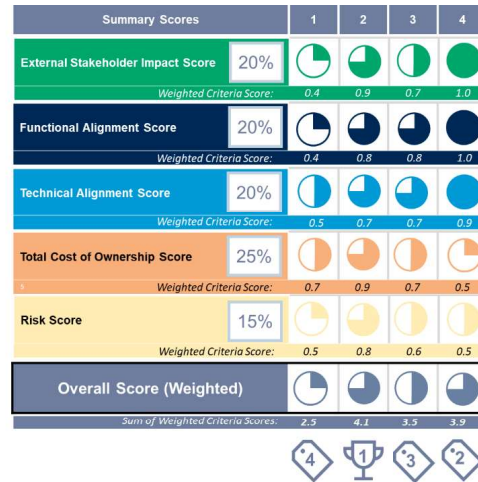 Summary Scores 1 2 3 4
External Stakeholder Impact Score 20%
Weighted Criteria Score: 0.4 0.9 0.7 1.0
Functional Alignment Score 20%
Weighted Criteria Score: 0.4 0.8 0.8 1.0
Technical Alignment Score 20%
Weighted Criteria Score: 0.5 0.7 0.7 0.9
Total Cost of Ownership Score 25%
Weighted Criteria Score: 0.7 0.9 0.7 0.5
Risk Score 15%
Weighted Criteria Score: 0.5 0.8 0.6 0.5
Overall Score (Weighted)
Sum of Weighted Criteria Scores: 2.5 4.1 3.5 3.9
4 1 3 2